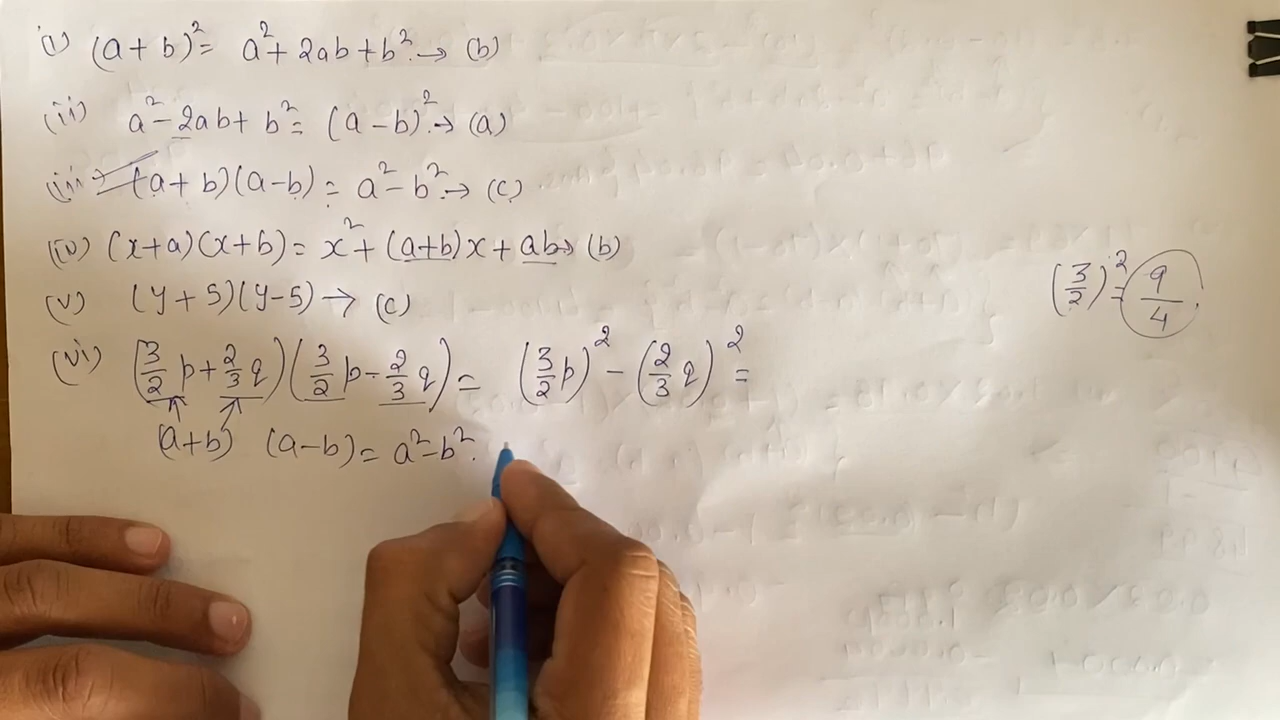 (i) (a+b)² = a²+2ab+b². → (b)
(ii) a²-2ab+b² = (a-b)². → (a)
(iii) (a+b)(a-b) = a²-b². → (c)
(iv) (x+a)(x+b) = x²+(a+b)x+ab → (b)
(v) (y+5)(y-5) → (c)
(3/2)² = 9/4.
(vi) (3/2 p + 2/3 q)(3/2 p - 2/3 q) = (3/2 p)² - (2/3 q)² =
(a+b) (a-b) = a²-b².